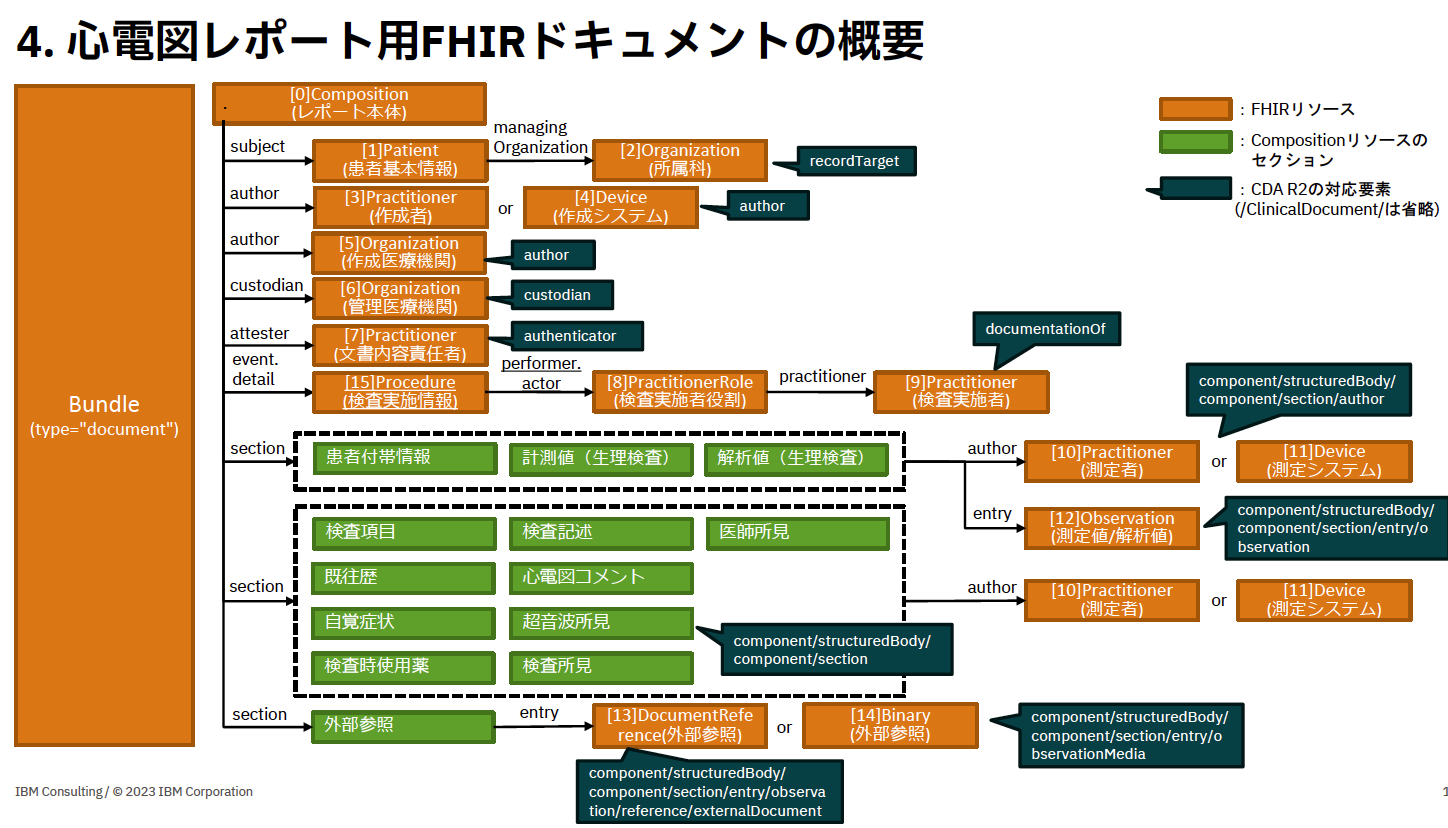 4. 心電図レポート用FHIRドキュメントの概要
Bundle
(type="document")
[0]Composition
(レポート本体)
subject
[1]Patient
(患者基本情報)
managing
Organization
[2]Organization
(所属科)
recordTarget
author
[3]Practitioner
(作成者)
or
[4]Device
(作成システム)
author
author
[5]Organization
(作成医療機関)
author
custodian
[6]Organization
(管理医療機関)
custodian
attester
[7]Practitioner
(文書内容責任者)
authenticator
event.
detail
[15]Procedure
(検査実施情報)
performer.
actor
[8]PractitionerRole
(検査実施者役割)
practitioner
[9]Practitioner
(検査実施者)
documentationOf
section
患者付帯情報
計測値（生理検査）
解析値（生理検査）
author
[10]Practitioner
(測定者)
or
[11]Device
(測定システム)
component/structuredBody/
component/section/author
entry
[12]Observation
(測定値/解析値)
component/structuredBody/
component/section/entry/o
bservation
section
検査項目
検査記述
医師所見
既往歴
心電図コメント
自覚症状
超音波所見
検査時使用薬
検査所見
component/structuredBody/
component/section
author
[10]Practitioner
(測定者)
or
[11]Device
(測定システム)
section
外部参照
entry
[13]DocumentRefe
rence(外部参照)
or
[14]Binary
(外部参照)
component/structuredBody/
component/section/entry/o
bservationMedia
component/structuredBody/
component/section/entry/observa
tion/reference/externalDocument
：FHIRリソース
：Compositionリソースの
セクション
：CDA R2の対応要素
(/ClinicalDocument/は省略)
IBM Consulting / © 2023 IBM Corporation
1